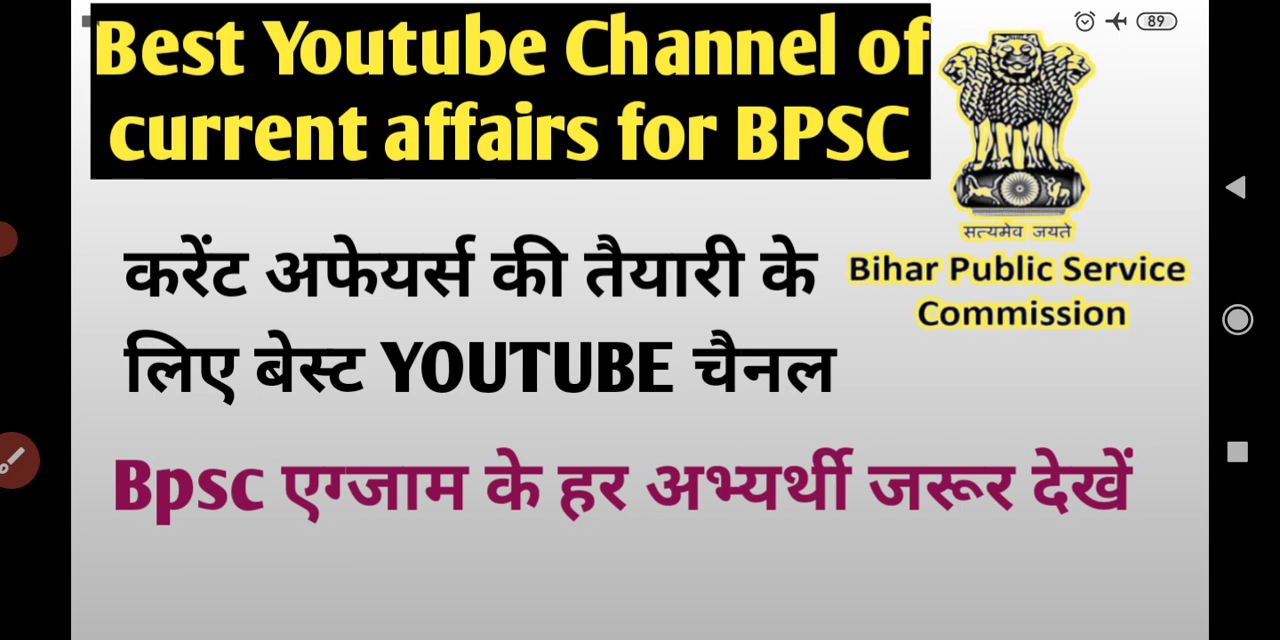 Best Youtube Channel of
current affairs for BPSC
89
सत्यमेव जयते
Bihar Public Service
Commission
करेंट अफेयर्स की तैयारी के
लिए बेस्ट YOUTUBE चैनल
Bpsc एग्जाम के हर अभ्यर्थी जरूर देखें